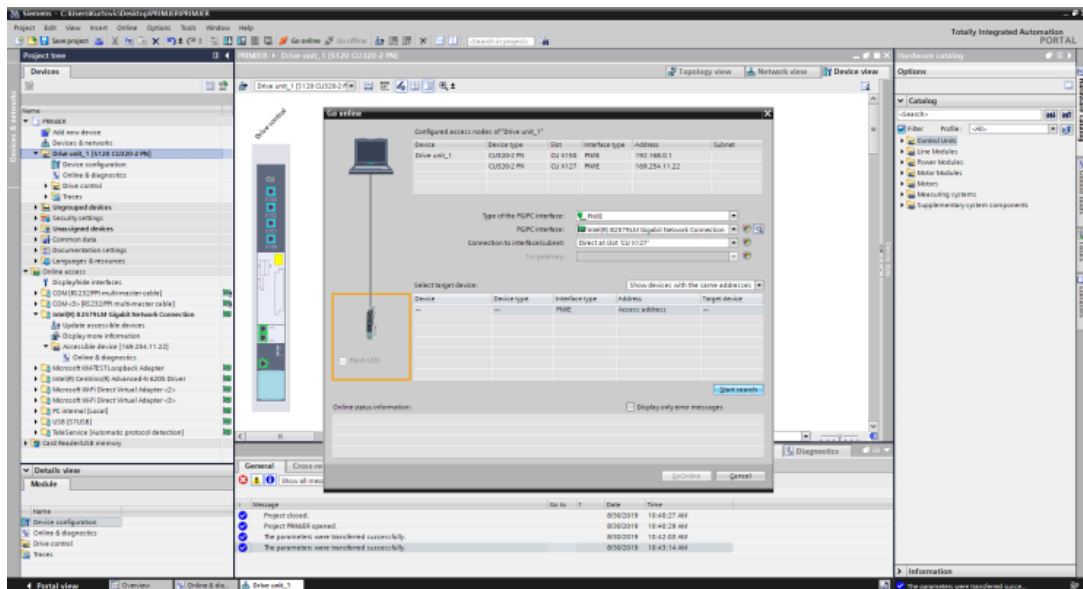 Siemens - C:\Users\Kurtovic\Desktop\PRIMJER\PRIMJER
Project Edit View Insert Online Options Tools Window Help
Totally Integrated Automation
PORTAL
Save project
Go online
Go offline
<Search in project>
Project tree
PRIMJER ▸ Drive unit_1 [S120 CU320-2 PN]
Hardware catalog
Devices
Topology view
Network view
Device view
Options
Drive unit_1 [S120 CU320-2 PN]
Name
PRIMJER
Add new device
Devices & networks
Drive unit_1 [S120 CU320-2 PN]
Device configuration
Online & diagnostics
Drive control
Traces
Ungrouped devices
Security settings
Unassigned devices
Common data
Documentation settings
Languages & resources
Online access
Display/hide interfaces
COM [RS232/PPI multi-master cable]
COM <3> [RS232/PPI multi-master cable]
Intel(R) 82579LM Gigabit Network Connection
Update accessible devices
Display more information
Accessible device [169.254.11.22]
Online & diagnostics
Microsoft KM-TEST Loopback Adapter
Intel(R) Centrino(R) Advanced-N 6205 Driver
Microsoft Wi-Fi Direct Virtual Adapter <2>
Microsoft Wi-Fi Direct Virtual Adapter <3>
PC internal [Local]
USB [S7USB]
TeleService [Automatic protocol detection]
Card Reader/USB memory
Drive control
CU
Go online
Configured access nodes of "Drive unit_1"
Device Device type Slot Interface type Address Subnet
Drive_unit_1 CU320-2 PN CU X150 PN/IE 192.168.0.1
CU320-2 PN CU X127 PN/IE 169.254.11.22
Type of the PG/PC interface: PN/IE
PG/PC interface: Intel(R) 82579LM Gigabit Network Connection
Connection to interface/subnet: Direct at slot 'CU X127'
1st gateway:
Select target device: Show devices with the same addresses
Device Device type Interface type Address Target device
— — PN/IE Access address —
Flash LED
Start search
Online status information:
Display only error messages
GoOnline
Cancel
Catalog
<Search>
Filter Profile: <All>
Control Units
Line Modules
Power Modules
Motor Modules
Motors
Measuring systems
Supplementary system components
Hardware catalog
Tasks
Diagnostics
Details view
Module
Name
Device configuration
Online & diagnostics
Drive control
Traces
General
Show all
! Message Go to ? Date Time
Project closed. 8/30/2019 10:40:27 AM
Project PRIMJER opened. 8/30/2019 10:40:29 AM
The parameters were transferred successfully. 8/30/2019 10:42:03 AM
The parameters were transferred successfully. 8/30/2019 10:43:14 AM
Information
Portal view
Overview
Online & dia...
Drive unit_1
The parameters were transferred succe...